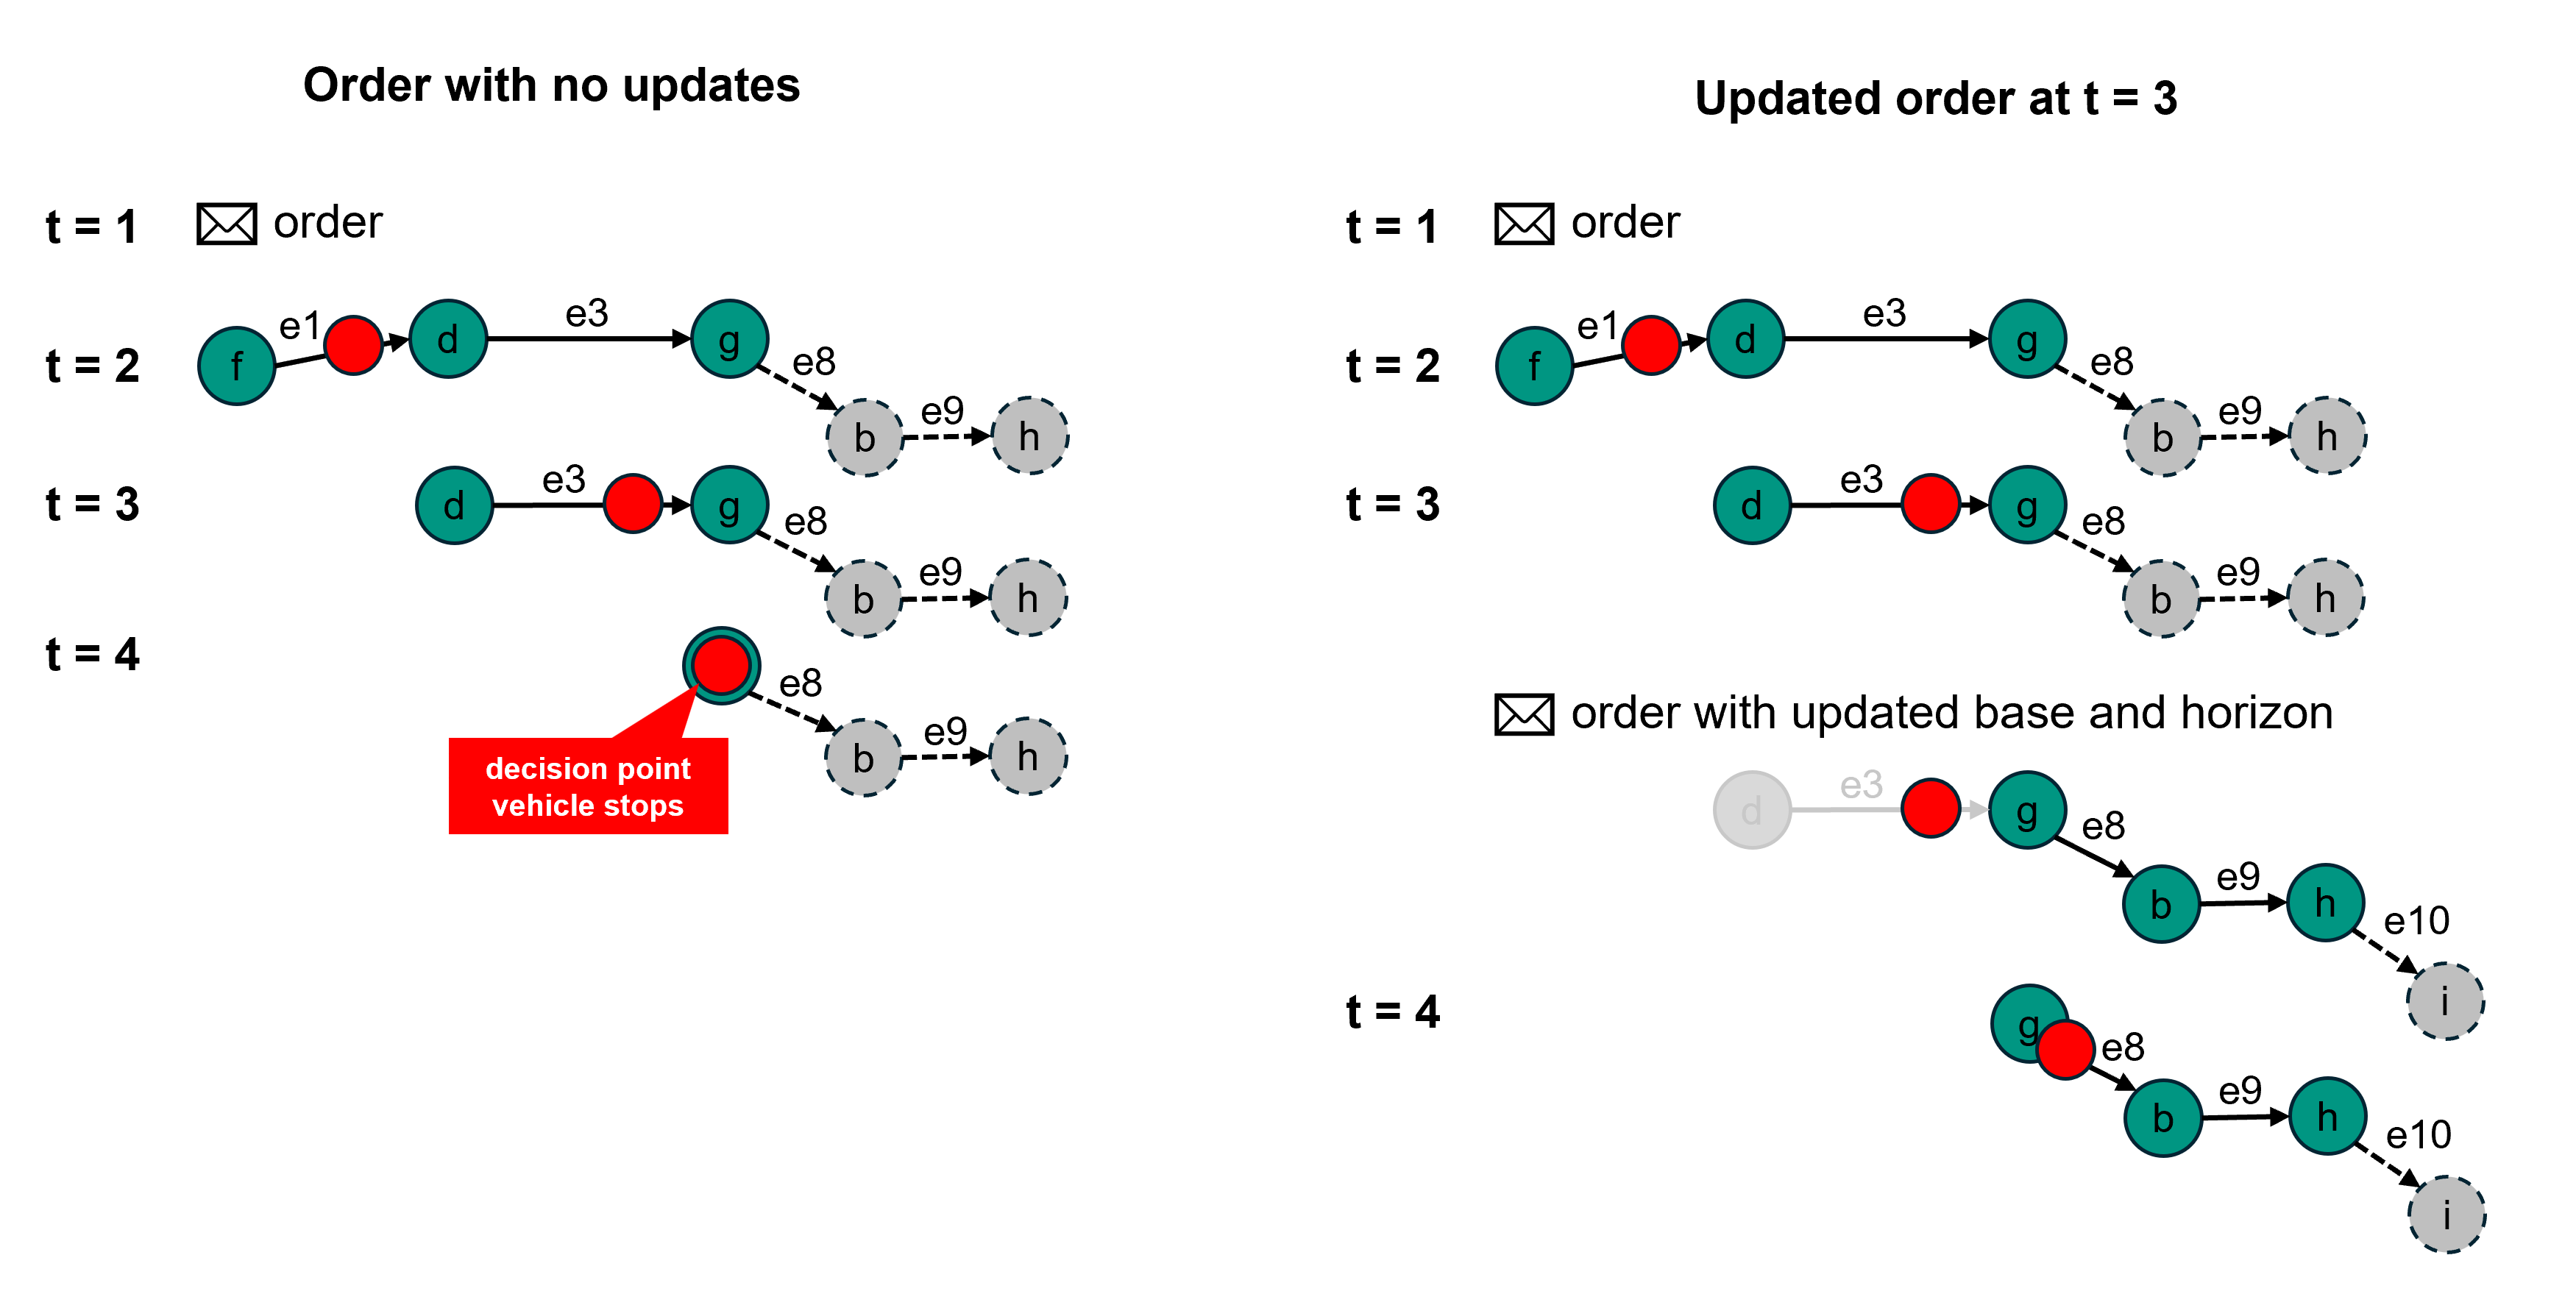 Order with no updates
t = 1
order
t = 2
f
e1
d
e3
g
e8
b
e9
h
t = 3
d
e3
g
e8
b
e9
h
t = 4
e8
b
e9
h
decision point
vehicle stops
Updated order at t = 3
t = 1
order
t = 2
f
e1
d
e3
g
e8
b
e9
h
t = 3
d
e3
g
e8
b
e9
h
order with updated base and horizon
d
e3
g
e8
b
e9
h
e10
i
t = 4
g
e8
b
e9
h
e10
i